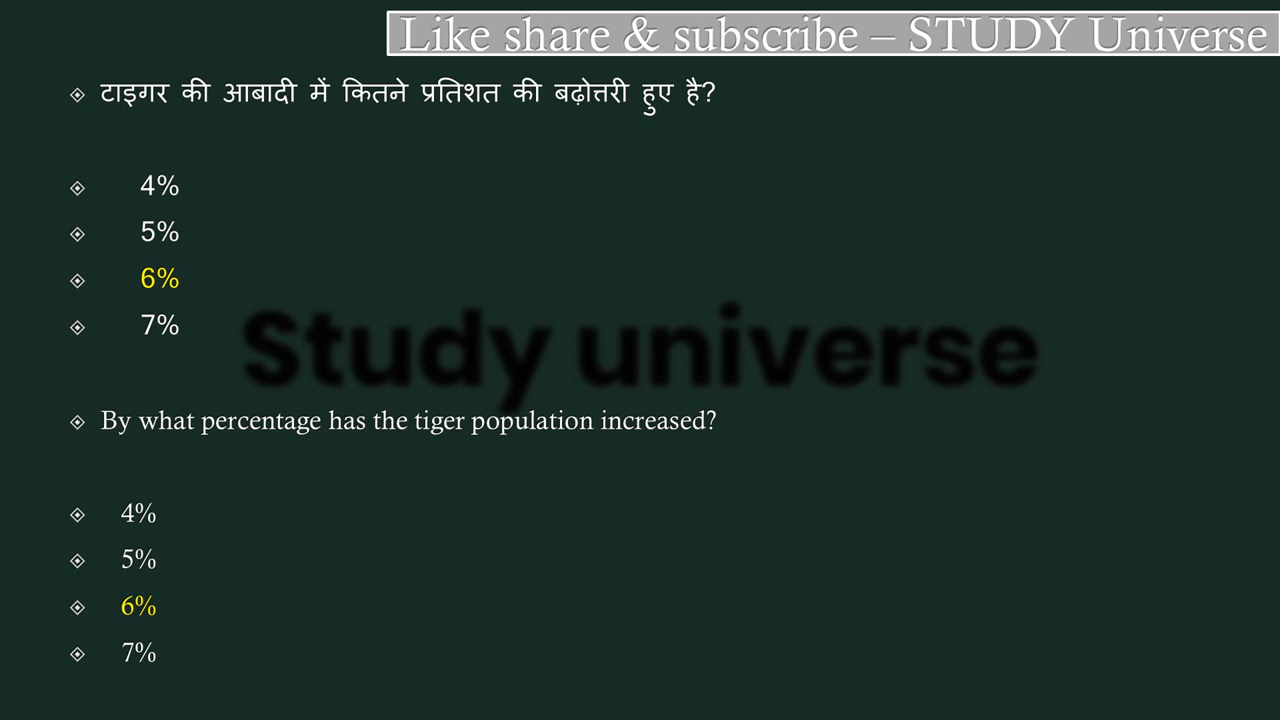 Like share & subscribe – STUDY Universe
टाइगर की आबादी में कितने प्रतिशत की बढ़ोत्तरी हुए है?
4%
5%
6%
7%
Study universe
By what percentage has the tiger population increased?
4%
5%
6%
7%